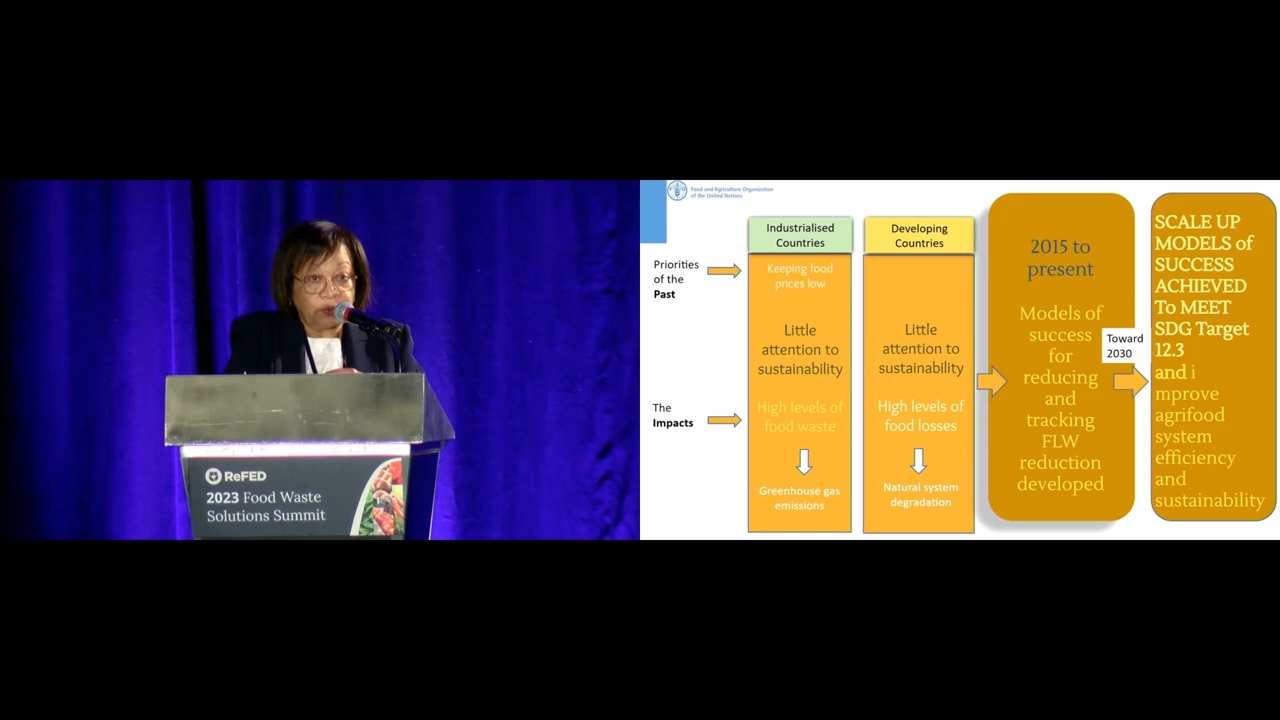 ReFED
2023 Food Waste
Solutions Summit
Food and Agriculture Organization
of the United Nations
Industrialised
Countries
Developing
Countries
Priorities
of the
Past
Keeping food
prices low
Little
attention to
sustainability
Little
attention to
sustainability
The
Impacts
High levels of
food waste
High levels of
food losses
Greenhouse gas
emissions
Natural system
degradation
2015 to
present
Models of
success
for
reducing
and
tracking
FLW
reduction
developed
Toward
2030
SCALE UP
MODELS of
SUCCESS
ACHIEVED
To MEET
SDG Target
12.3
and i
mprove
agrifood
system
efficiency
and
sustainability